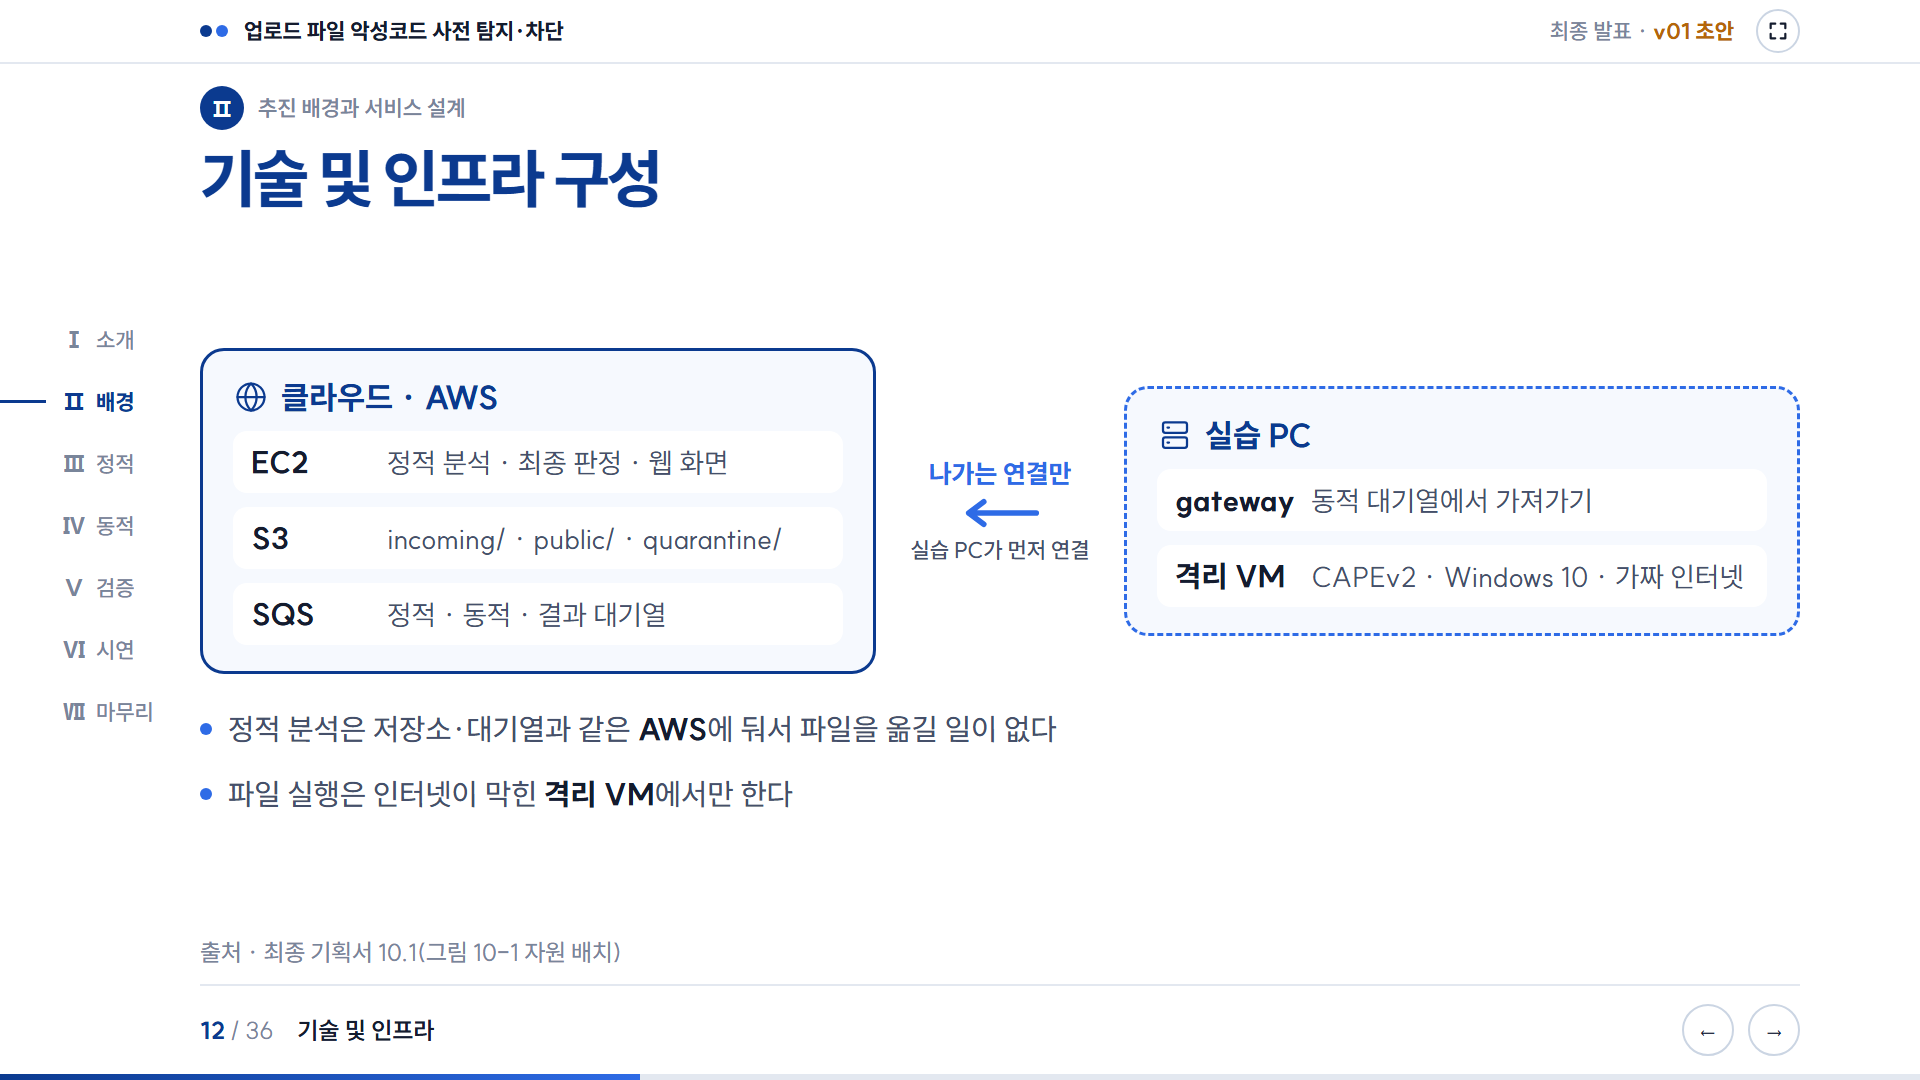 업로드 파일 악성코드 사전 탐지·차단
최종 발표 · v01 초안
Ⅱ 추진 배경과 서비스 설계
기술 및 인프라 구성
Ⅰ 소개
Ⅱ 배경
Ⅲ 정적
Ⅳ 동적
Ⅴ 검증
Ⅵ 시연
Ⅶ 마무리
클라우드 · AWS
EC2 정적 분석 · 최종 판정 · 웹 화면
S3 incoming/ · public/ · quarantine/
SQS 정적 · 동적 · 결과 대기열
나가는 연결만
←
실습 PC가 먼저 연결
실습 PC
gateway 동적 대기열에서 가져가기
격리 VM CAPEv2 · Windows 10 · 가짜 인터넷
정적 분석은 저장소·대기열과 같은 AWS에 둬서 파일을 옮길 일이 없다
파일 실행은 인터넷이 막힌 격리 VM에서만 한다
출처 · 최종 기획서 10.1(그림 10-1 자원 배치)
12 / 36 기술 및 인프라
← →